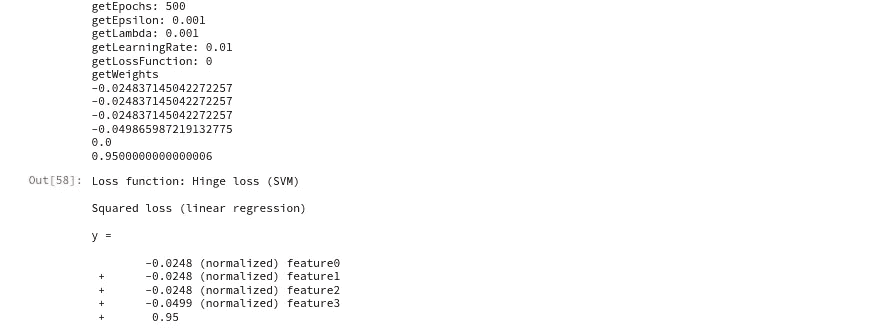 getEpochs: 500
getEpsilon: 0.001
getLambda: 0.001
getLearningRate: 0.01
getLossFunction: 0
getWeights
-0.024837145042272257
-0.024837145042272257
-0.024837145042272257
-0.049865987219132775
0.0
0.9500000000000006
Out[58]: Loss function: Hinge loss (SVM)
Squared loss (linear regression)
y =
-0.0248 (normalized) feature0
+ -0.0248 (normalized) feature1
+ -0.0248 (normalized) feature2
+ -0.0499 (normalized) feature3
+ 0.95